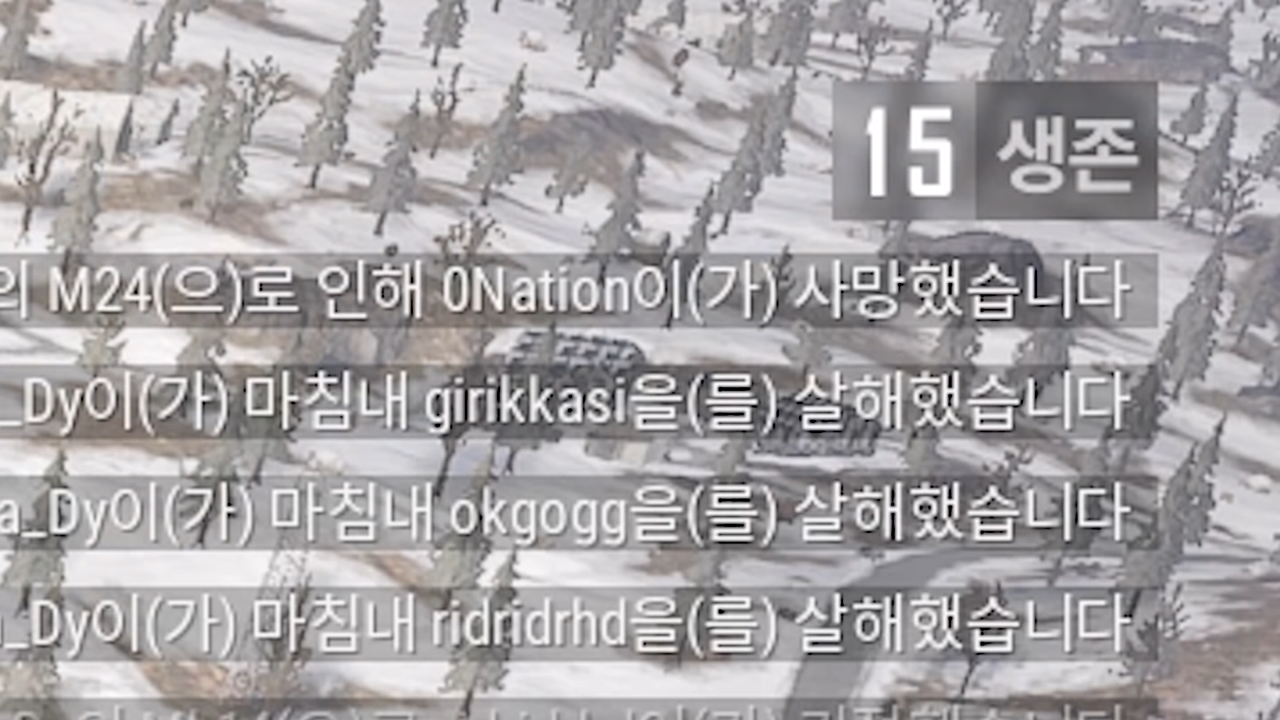 15 생존
의 M24(으)로 인해 0Nation이(가) 사망했습니다
_Dy이(가) 마침내 girikkasi을(를) 살해했습니다
a_Dy이(가) 마침내 okgogg을(를) 살해했습니다
_Dy이(가) 마침내 ridridrhd을(를) 살해했습니다